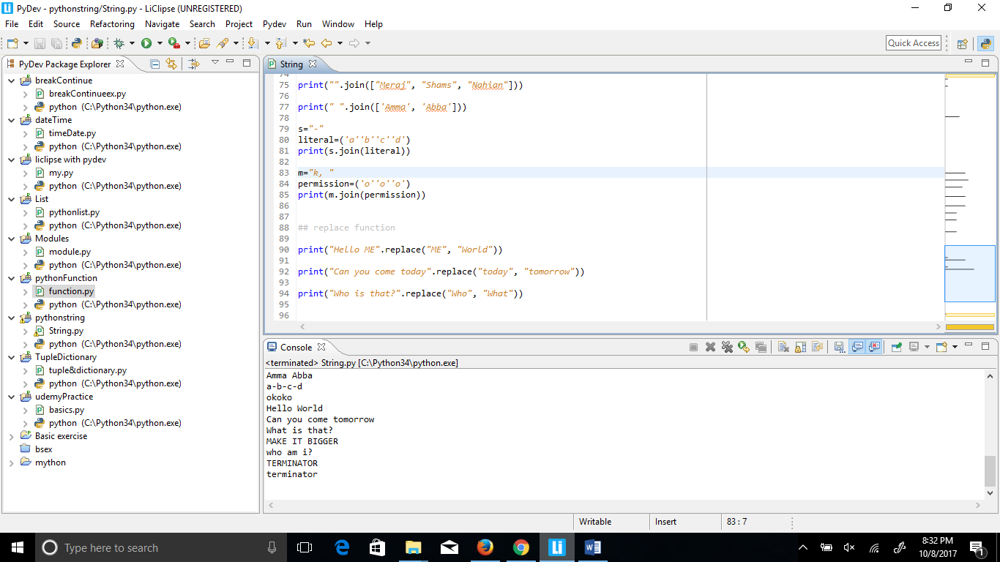 PyDev - pythonstring/String.py - LiClipse (UNREGISTERED)
File Edit Source Refactoring Navigate Search Project Pydev Run Window Help
Quick Access
PyDev Package Explorer
breakContinue
breakContinueex.py
python (C:\Python34\python.exe)
dateTime
timeDate.py
python (C:\Python34\python.exe)
liclipse with pydev
my.py
python (C:\Python34\python.exe)
List
pythonlist.py
python (C:\Python34\python.exe)
Modules
module.py
python (C:\Python34\python.exe)
pythonFunction
function.py
python (C:\Python34\python.exe)
pythonstring
String.py
python (C:\Python34\python.exe)
TupleDictionary
tuple&dictionary.py
python (C:\Python34\python.exe)
udemyPractice
basics.py
python (C:\Python34\python.exe)
Basic exercise
bsex
mython
String
74
75 print("".join(["Meraj", "Shams", "Nahian"]))
76
77 print(" ".join(['Amma', 'Abba']))
78
79 s="-"
80 literal=('a''b''c''d')
81 print(s.join(literal))
82
83 m="k, "
84 permission=('o''o''o')
85 print(m.join(permission))
86
87
88 ## replace function
89
90 print("Hello ME".replace("ME", "World"))
91
92 print("Can you come today".replace("today", "tomorrow"))
93
94 print("Who is that?".replace("Who", "What"))
95
96
Console
<terminated> String.py [C:\Python34\python.exe]
Amma Abba
a-b-c-d
okoko
Hello World
Can you come tomorrow
What is that?
MAKE IT BIGGER
who am i?
TERMINATOR
terminator
Writable Insert 83 : 7
Type here to search
8:32 PM
10/8/2017